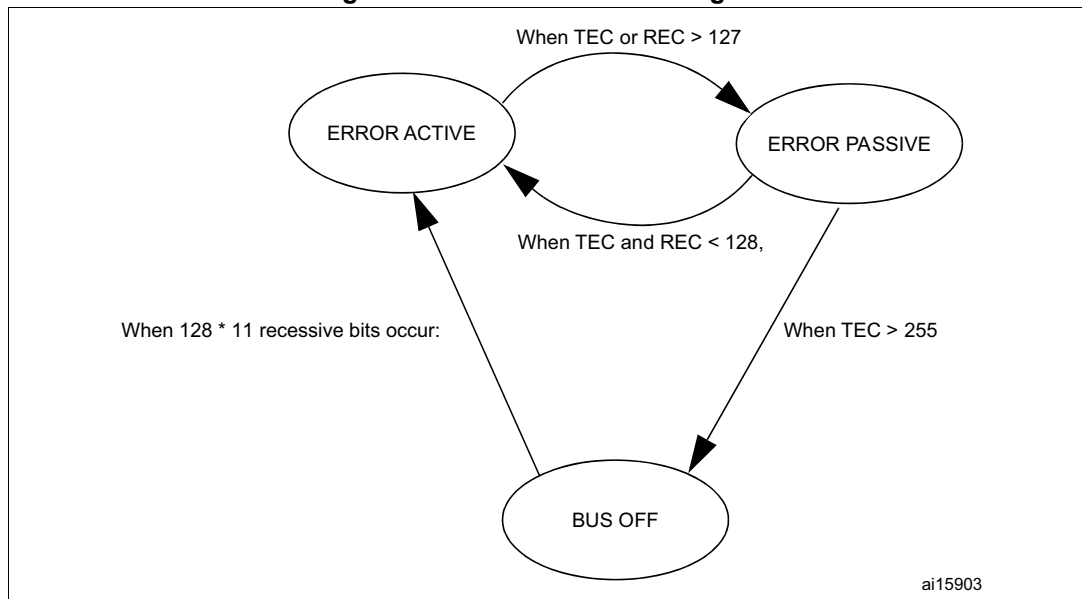 When TEC or REC > 127
ERROR ACTIVE
ERROR PASSIVE
When TEC and REC < 128,
When 128 * 11 recessive bits occur:
When TEC > 255
BUS OFF
ai15903